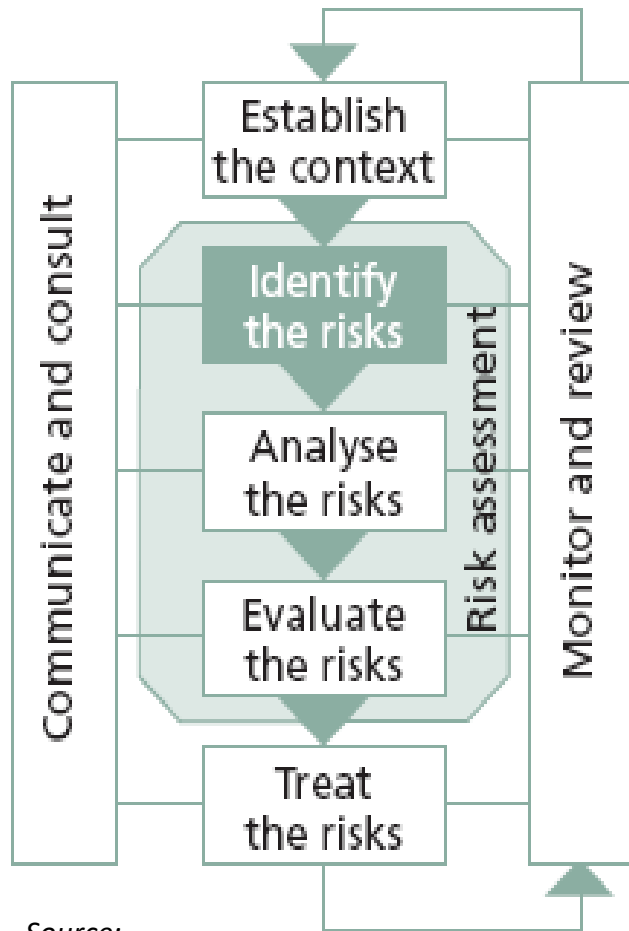 Establish
the context
Communicate and consult
Identify
the risks
Analyse
the risks
Evaluate
the risks
Risk assessment
Monitor and review
Treat
the risks
Source: